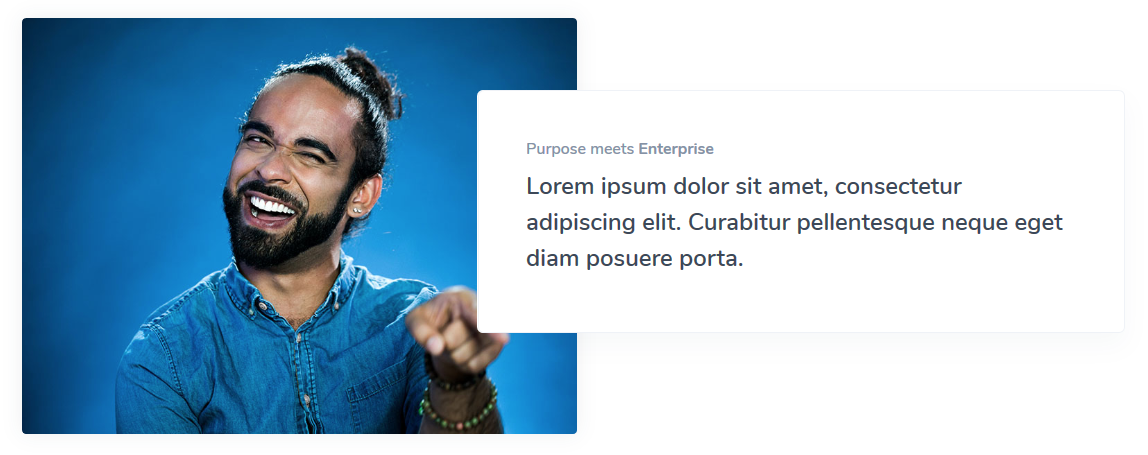 Purpose meets Enterprise
Lorem ipsum dolor sit amet, consectetur
adipiscing elit. Curabitur pellentesque neque eget
diam posuere porta.